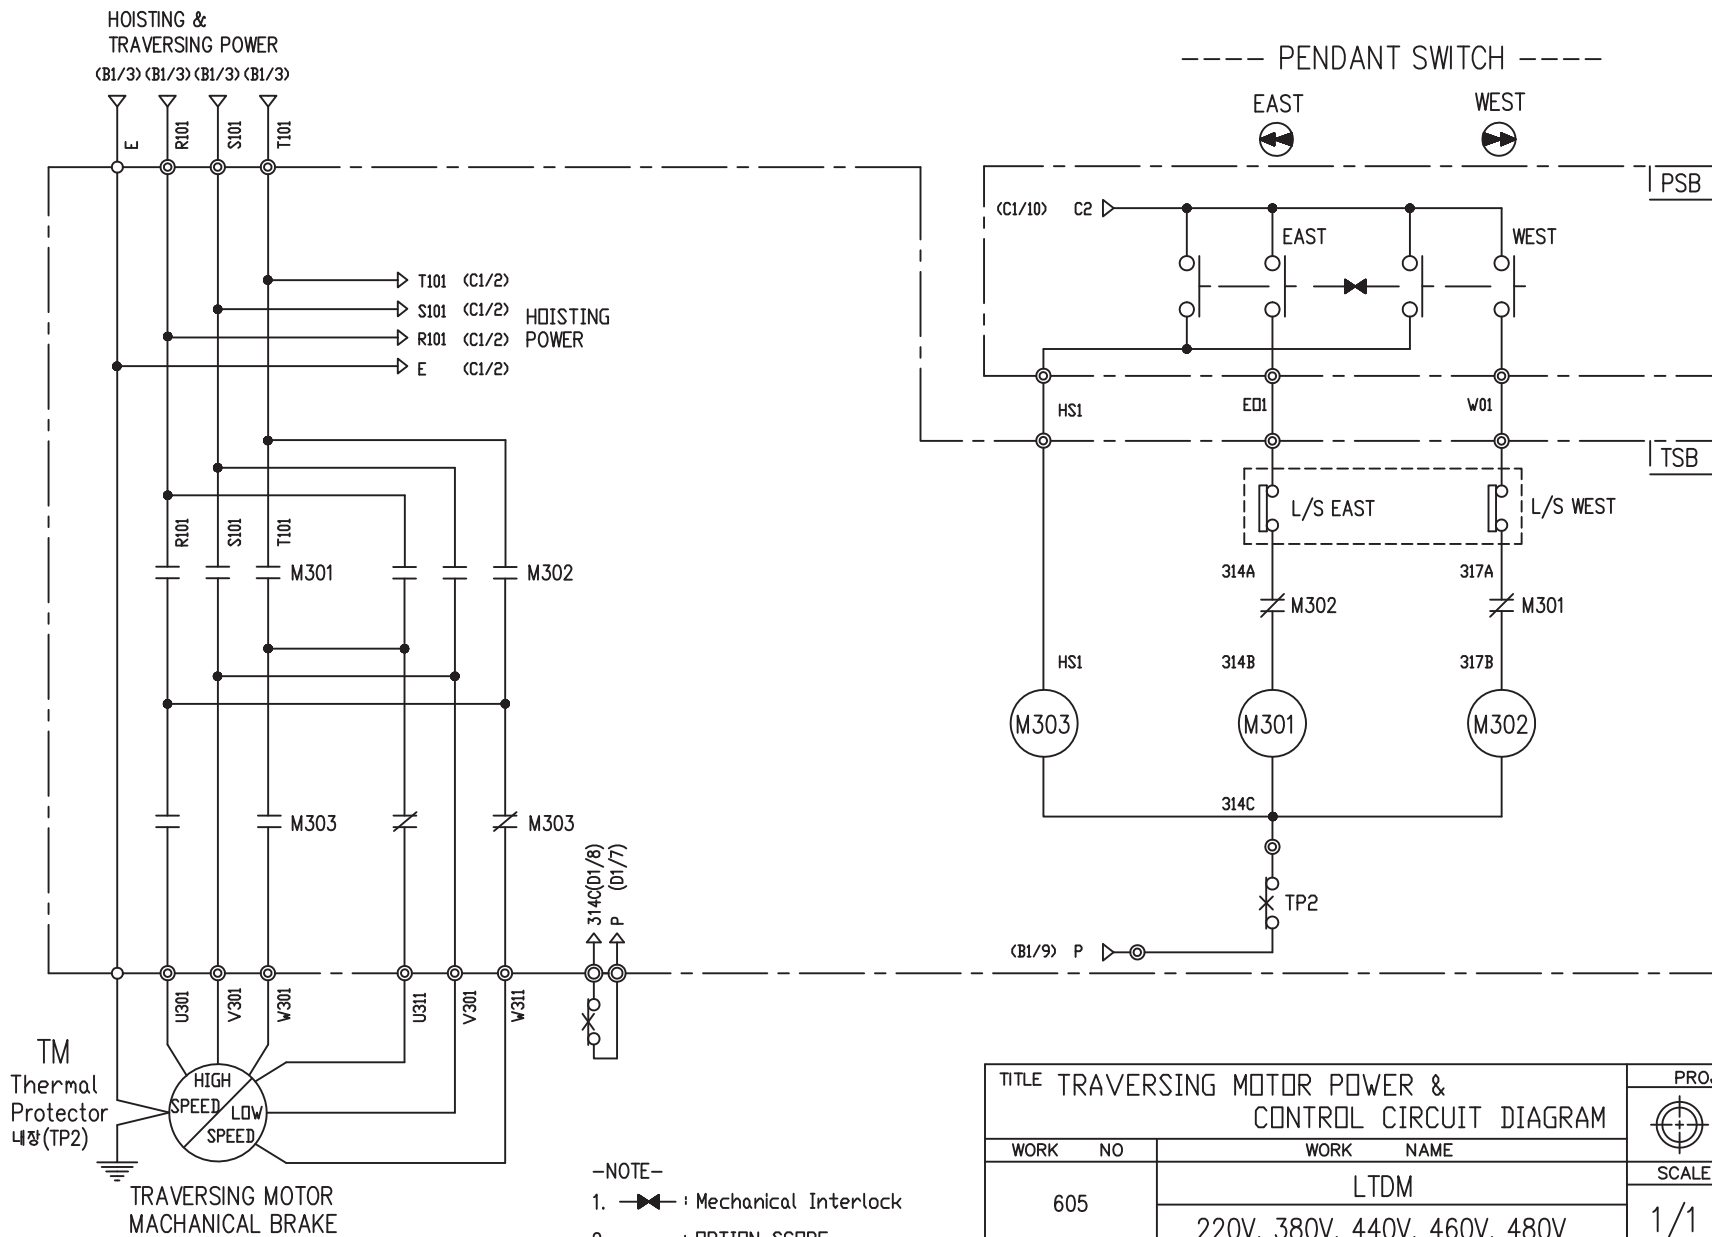 HOISTING &
TRAVERSING POWER
(B1/3) (B1/3) (B1/3) (B1/3)
E
R101
S101
T101
T101 (C1/2)
S101 (C1/2)
R101 (C1/2)
E (C1/2)
HOISTING
POWER
R101
S101
T101
M301
M302
M303
M303
314C(D1/8)
P (D1/7)
U301
V301
W301
U311
V301
W311
TM
Thermal
Protector
내장(TP2)
HIGH
SPEED
LOW
SPEED
TRAVERSING MOTOR
MACHANICAL BRAKE
---- PENDANT SWITCH ----
EAST
WEST
PSB
(C1/10) C2
EAST
WEST
HS1
E01
W01
TSB
L/S EAST
L/S WEST
314A
317A
M302
M301
HS1
314B
317B
M303
M301
M302
314C
TP2
(B1/9) P
-NOTE-
1. : Mechanical Interlock
: OPTION SCOPE
TITLE TRAVERSING MOTOR POWER &
CONTROL CIRCUIT DIAGRAM
PROJ
WORK NO
WORK NAME
SCALE
605
LTDM
220V, 380V, 440V, 460V, 480V
1/1